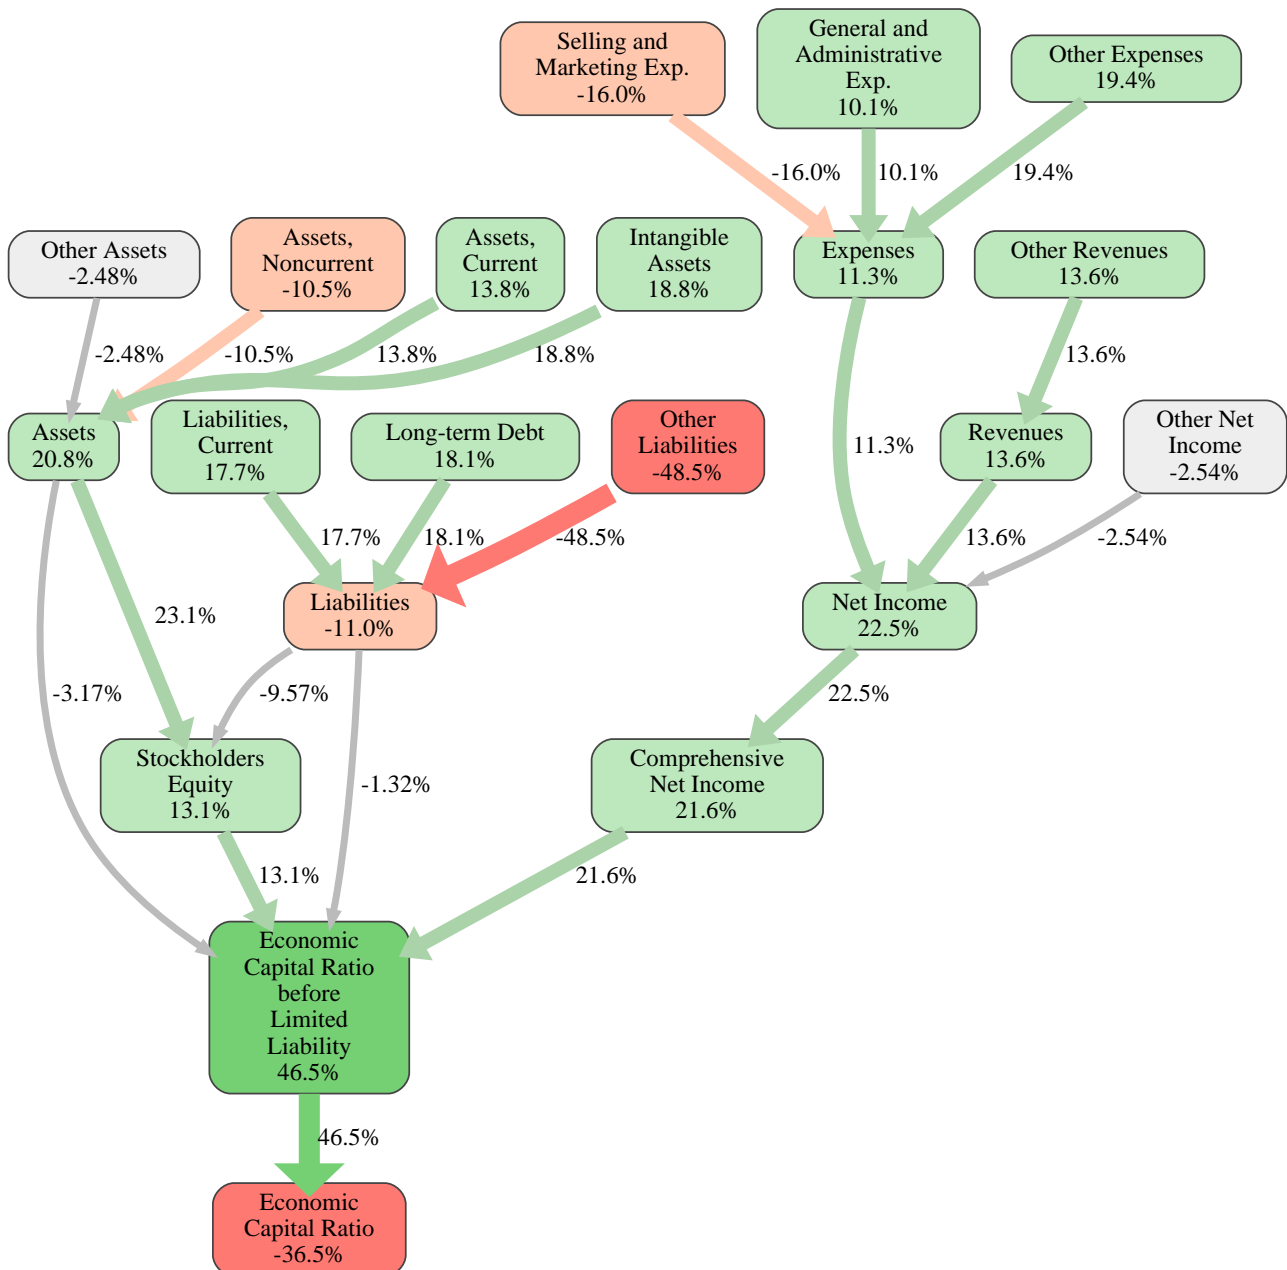 Selling and
Marketing Exp.
-16.0%
General and
Administrative
Exp.
10.1%
Other Expenses
19.4%
-16.0%
10.1%
19.4%
Other Assets
-2.48%
Assets,
Noncurrent
-10.5%
Assets,
Current
13.8%
Intangible
Assets
18.8%
Expenses
11.3%
Other Revenues
13.6%
-2.48%
-10.5%
13.8%
18.8%
13.6%
Assets
20.8%
Liabilities,
Current
17.7%
Long-term Debt
18.1%
Other
Liabilities
-48.5%
11.3%
Revenues
13.6%
Other Net
Income
-2.54%
17.7%
18.1%
-48.5%
13.6%
-2.54%
23.1%
Liabilities
-11.0%
Net Income
22.5%
-3.17%
-9.57%
22.5%
Stockholders
Equity
13.1%
-1.32%
Comprehensive
Net Income
21.6%
13.1%
21.6%
Economic
Capital Ratio
before
Limited
Liability
46.5%
46.5%
Economic
Capital Ratio
-36.5%